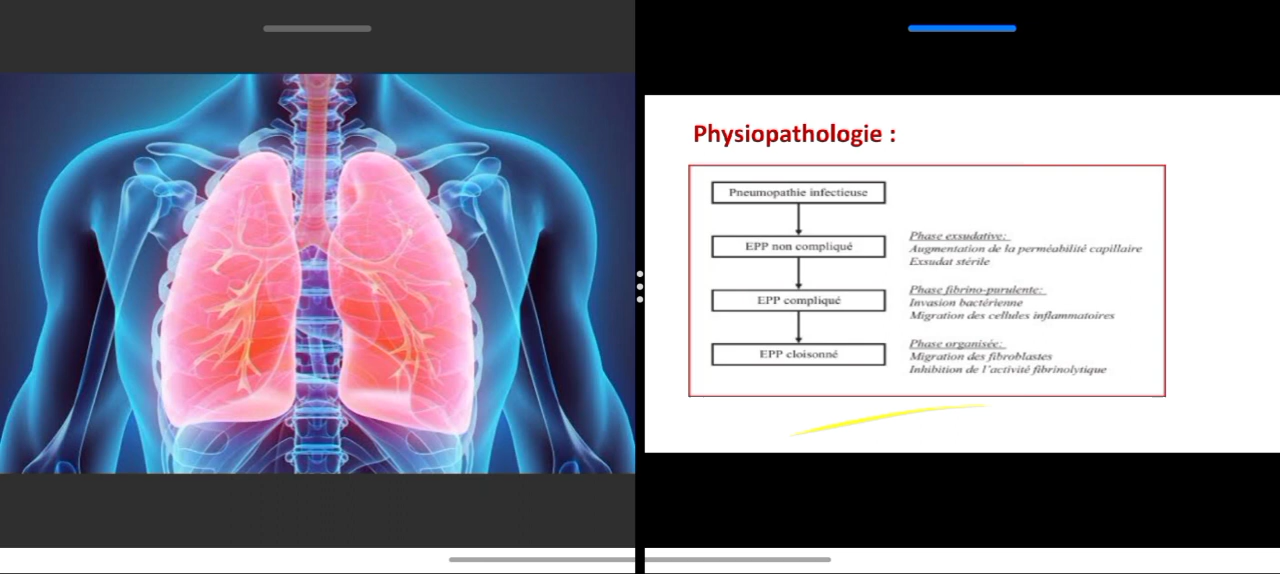 Physiopathologie :
Pneumopathie infectieuse
EPP non compliqué
Phase exsudative:
Augmentation de la perméabilité capillaire
Exsudat stérile
EPP compliqué
Phase fibrino-purulente:
Invasion bactérienne
Migration des cellules inflammatoires
EPP cloisonné
Phase organisée:
Migration des fibroblastes
Inhibition de l'activité fibrinolytique